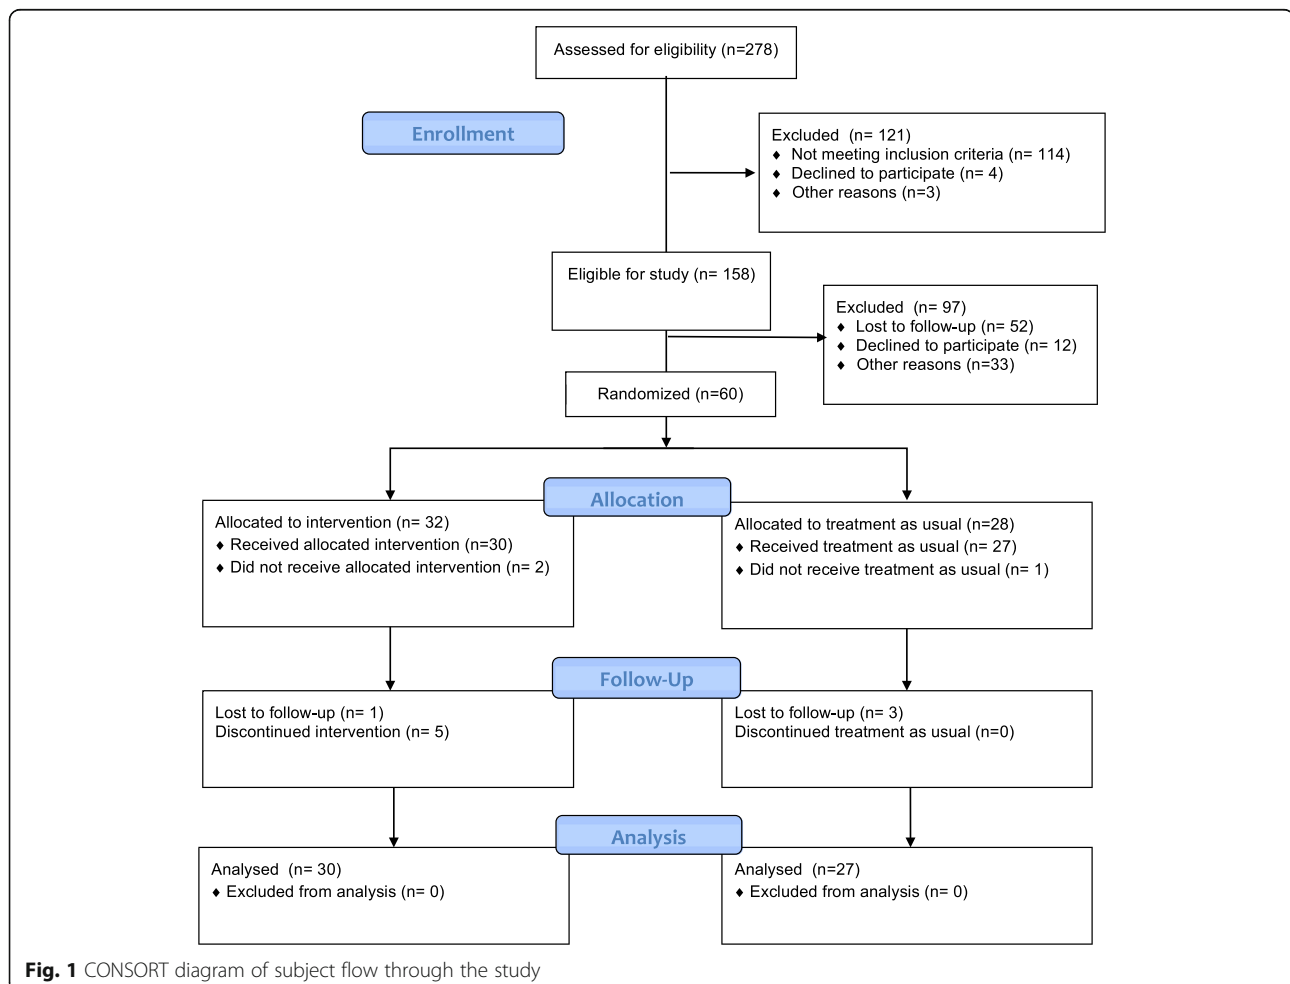 Assessed for eligibility (n=278)
Enrollment
Excluded (n= 121)
♦ Not meeting inclusion criteria (n= 114)
♦ Declined to participate (n= 4)
♦ Other reasons (n=3)
Eligible for study (n= 158)
Excluded (n= 97)
♦ Lost to follow-up (n= 52)
♦ Declined to participate (n= 12)
♦ Other reasons (n=33)
Randomized (n=60)
Allocation
Allocated to intervention (n= 32)
♦ Received allocated intervention (n=30)
♦ Did not receive allocated intervention (n= 2)
Allocated to treatment as usual (n=28)
♦ Received treatment as usual (n= 27)
♦ Did not receive treatment as usual (n= 1)
Follow-Up
Lost to follow-up (n= 1)
Discontinued intervention (n= 5)
Lost to follow-up (n= 3)
Discontinued treatment as usual (n=0)
Analysis
Analysed (n= 30)
♦ Excluded from analysis (n= 0)
Analysed (n=27)
♦ Excluded from analysis (n= 0)
Fig. 1 CONSORT diagram of subject flow through the study